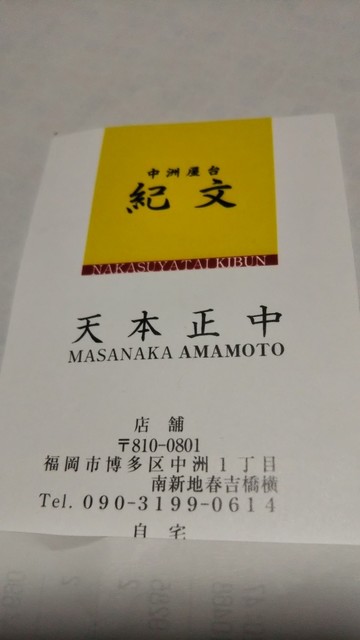 中洲屋台
紀文
NAKASUYATAI KIBUN
天本正中
MASANAKA AMAMOTO
店舗
〒810-0801
福岡市博多区中洲1丁目
南新地春吉橋横
Tel. 090-3199-0614
自宅